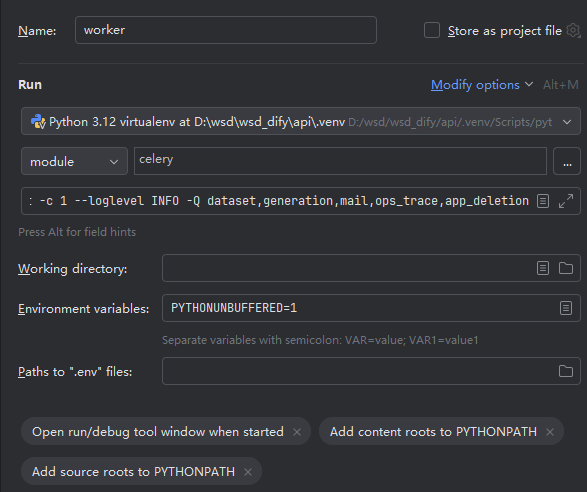 Name: worker Store as project file
Run Modify options Alt+M
Python 3.12 virtualenv at D:\wsd\wsd_dify\api\.venv D:/wsd/wsd_dify/api/.venv/Scripts/pyt
module celery ...
: -c 1 --loglevel INFO -Q dataset,generation,mail,ops_trace,app_deletion
Press Alt for field hints
Working directory:
Environment variables: PYTHONUNBUFFERED=1
Separate variables with semicolon: VAR=value; VAR1=value1
Paths to ".env" files:
Open run/debug tool window when started × Add content roots to PYTHONPATH ×
Add source roots to PYTHONPATH ×